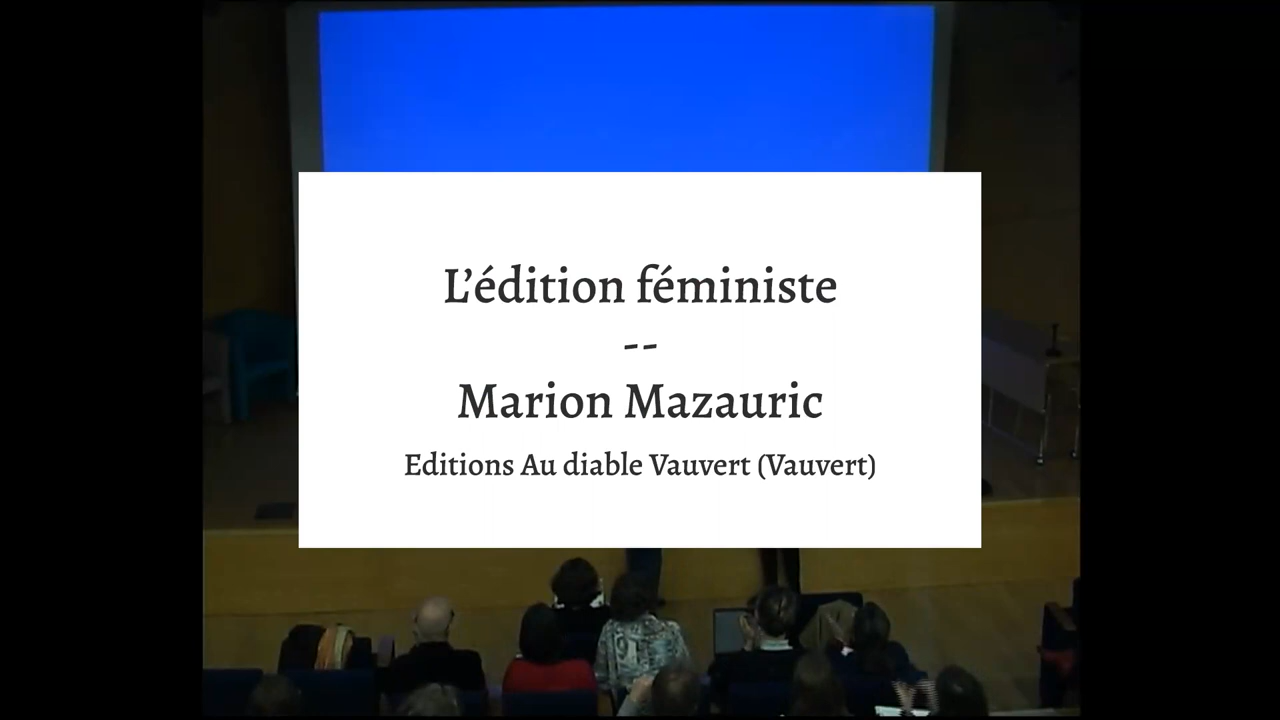 L’édition féministe
--
Marion Mazauric
Editions Au diable Vauvert (Vauvert)